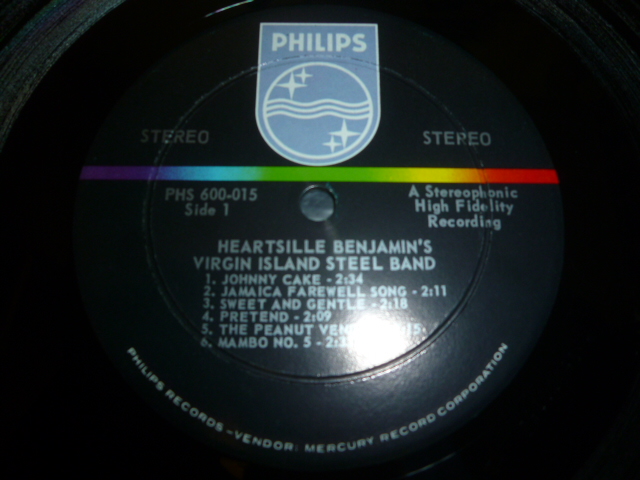 PHILIPS
STEREO STEREO
PHS 600-015
Side 1
A Stereophonic
High Fidelity
Recording
HEARTSILLE BENJAMIN'S
VIRGIN ISLAND STEEL BAND
1. JOHNNY CAKE - 2:34
2. JAMAICA FAREWELL SONG - 2:11
3. SWEET AND GENTLE - 2:18
4. PRETEND - 2:09
5. THE PEANUT
6. MAMBO NO. 5 -
PHILIPS RECORDS—VENDOR: MERCURY RECORD CORPORATION